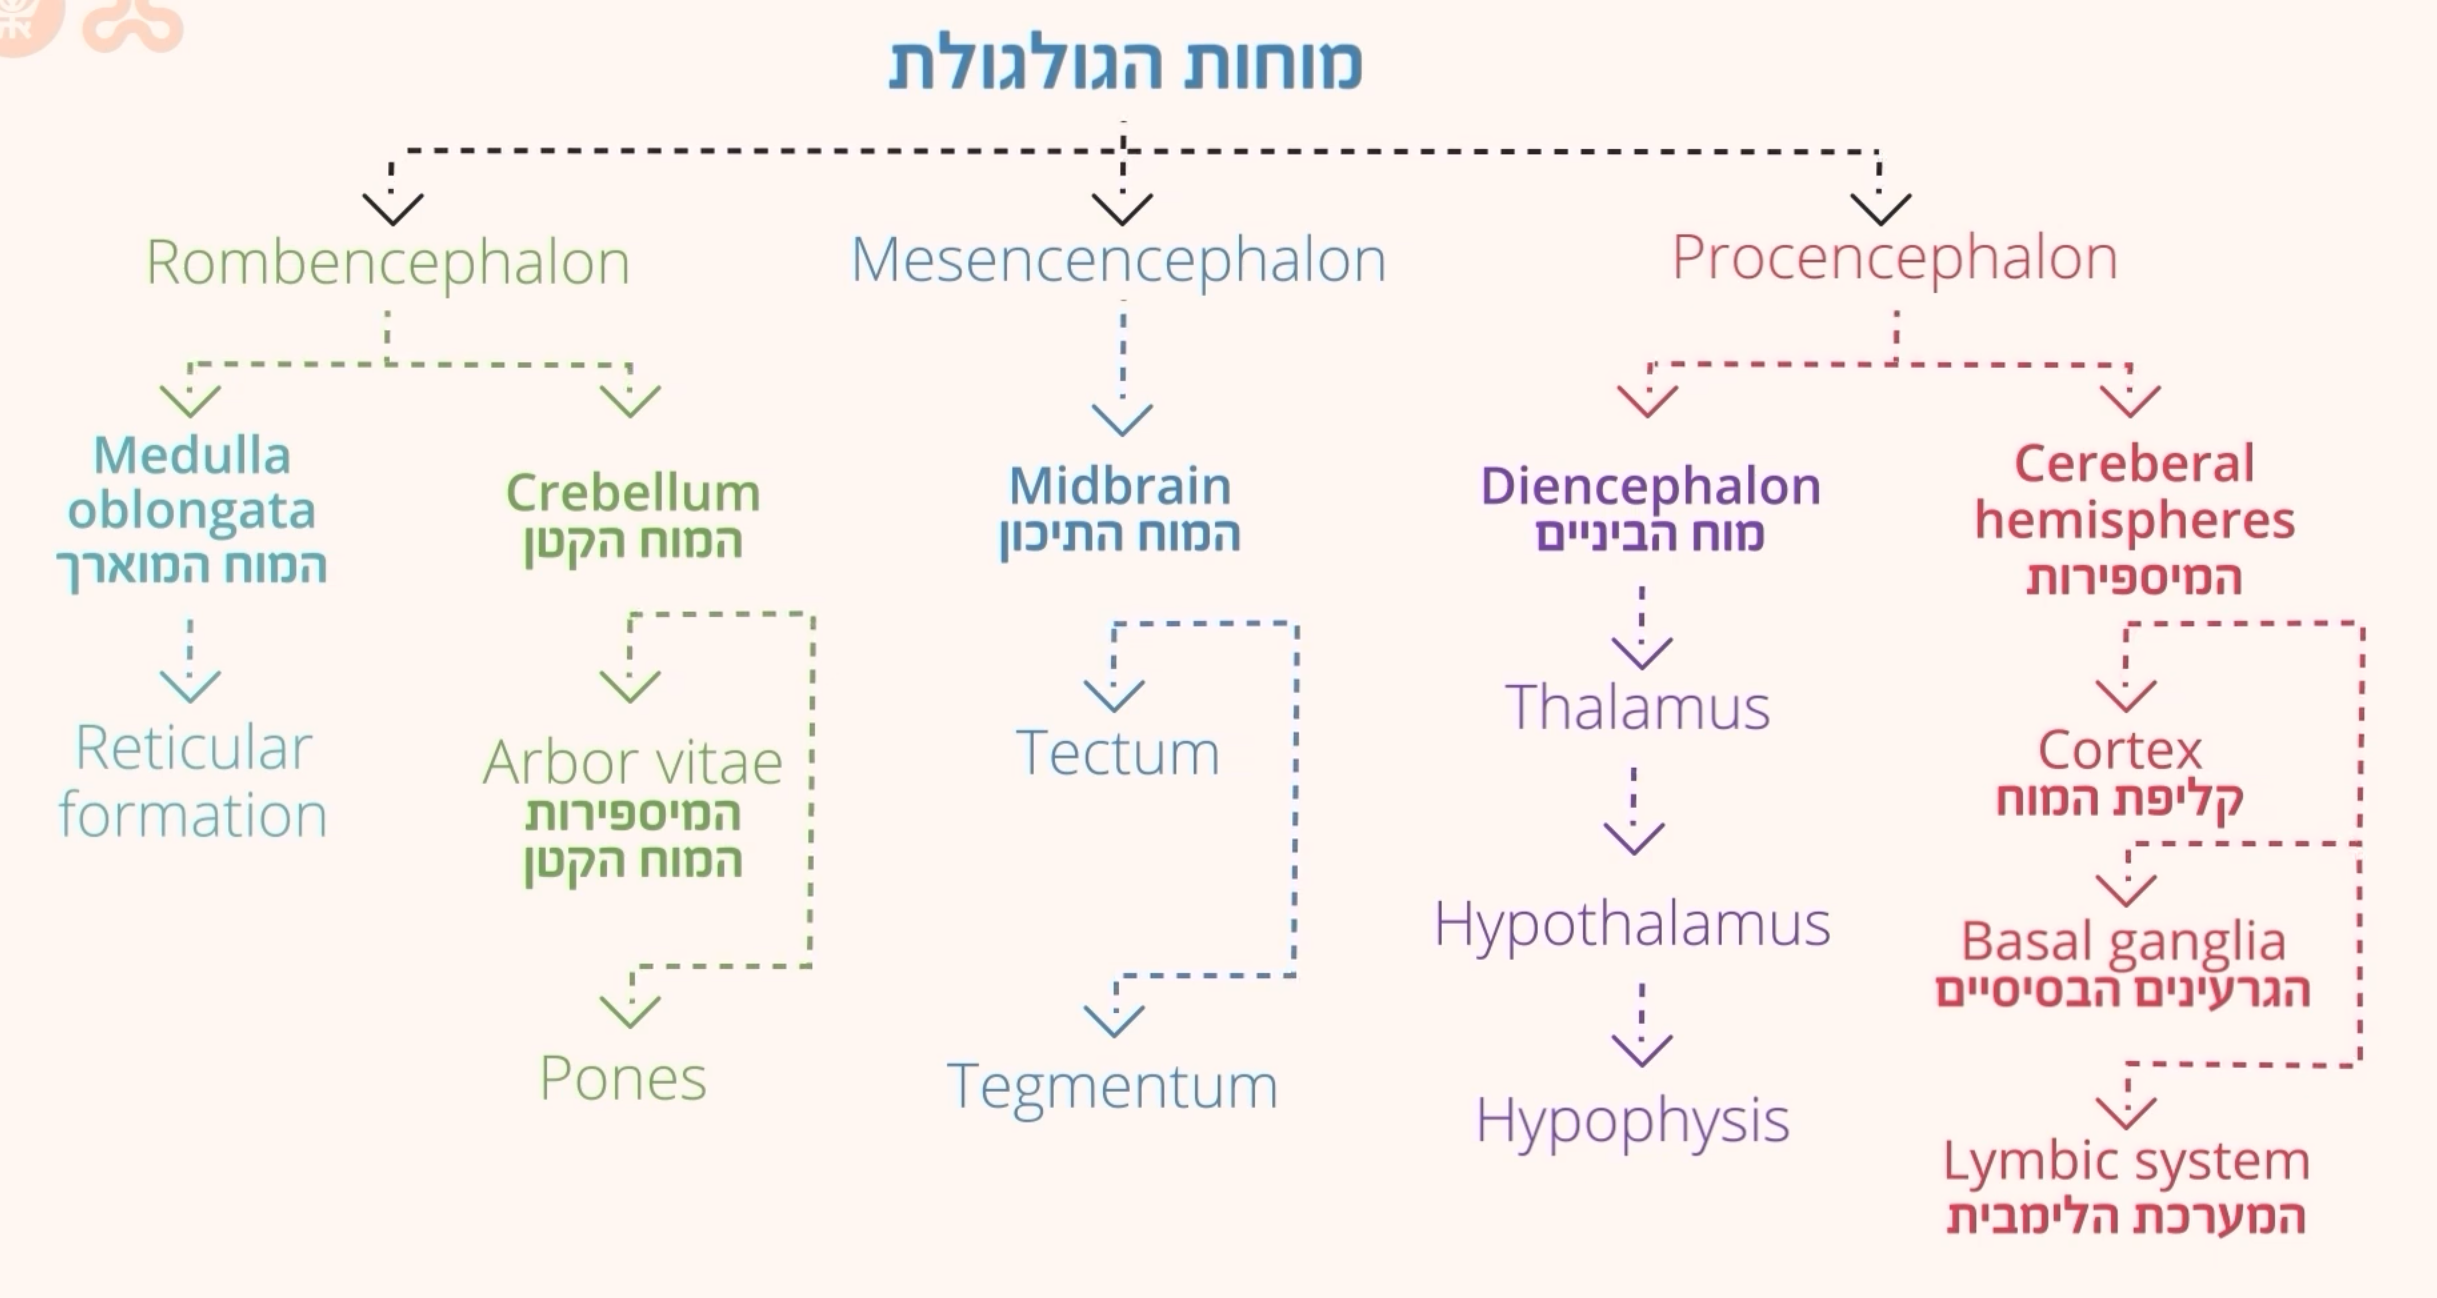 מוחות הגולגולת
Rombencephalon
Mesencencephalon
Procencephalon
Medulla
oblongata
המוח המוארך
Crebellum
המוח הקטן
Midbrain
המוח התיכון
Diencephalon
מוח הביניים
Cereberal
hemispheres
המיספירות
Reticular
formation
Arbor vitae
המיספירות
המוח הקטן
Pones
Tectum
Tegmentum
Thalamus
Hypothalamus
Hypophysis
Cortex
קליפת המוח
Basal ganglia
הגרעינים הבסיסיים
Lymbic system
המערכת הלימבית